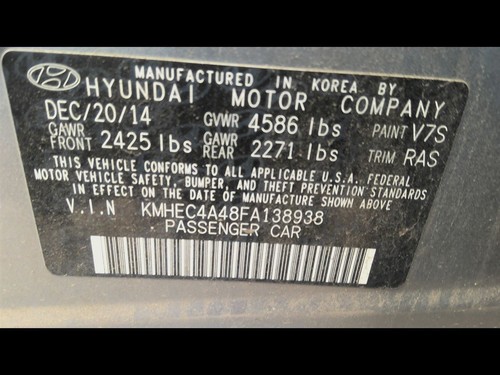 MANUFACTURED IN KOREA BY
HYUNDAI MOTOR COMPANY
DEC/20/14 GVWR 4586 lbs PAINT V7S
GAWR FRONT 2425 lbs GAWR REAR 2271 lbs TRIM RAS
THIS VEHICLE CONFORMS TO ALL APPLICABLE U.S.A. FEDERAL
MOTOR VEHICLE SAFETY, BUMPER, AND THEFT PREVENTION STANDARDS
IN EFFECT ON THE DATE OF MANUFACTURE SHOWN ABOVE.
V.I.N KMHEC4A48FA138938
PASSENGER CAR